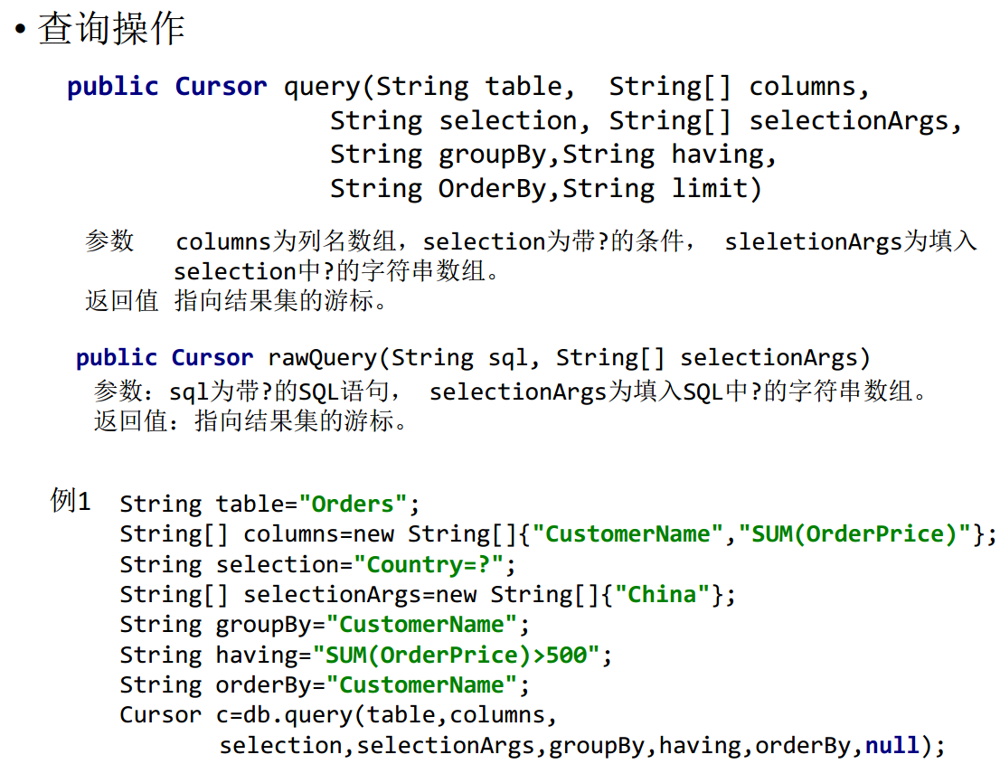 • 查询操作
public Cursor query(String table, String[] columns,
String selection, String[] selectionArgs,
String groupBy,String having,
String OrderBy,String limit)
参数 columns为列名数组，selection为带?的条件， sleletionArgs为填入
selection中?的字符串数组。
返回值 指向结果集的游标。
public Cursor rawQuery(String sql, String[] selectionArgs)
参数：sql为带?的SQL语句， selectionArgs为填入SQL中?的字符串数组。
返回值：指向结果集的游标。
例1 String table="Orders";
String[] columns=new String[]{"CustomerName","SUM(OrderPrice)"};
String selection="Country=?";
String[] selectionArgs=new String[]{"China"};
String groupBy="CustomerName";
String having="SUM(OrderPrice)>500";
String orderBy="CustomerName";
Cursor c=db.query(table,columns,
selection,selectionArgs,groupBy,having,orderBy,null);